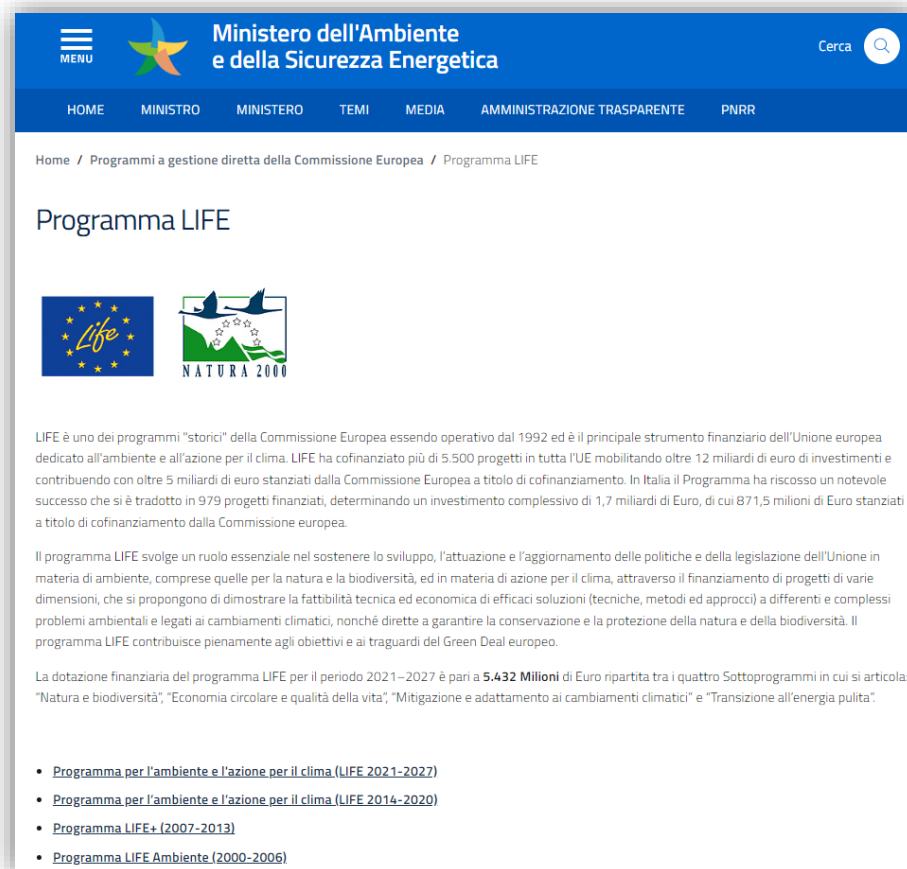 MENU
Ministero dell'Ambiente
e della Sicurezza Energetica
Cerca
HOME MINISTRO MINISTERO TEMI MEDIA AMMINISTRAZIONE TRASPARENTE PNRR
Home / Programmi a gestione diretta della Commissione Europea / Programma LIFE
Programma LIFE
Life
NATURA 2000
LIFE è uno dei programmi "storici" della Commissione Europea essendo operativo dal 1992 ed è il principale strumento finanziario dell'Unione europea
dedicato all'ambiente e all'azione per il clima. LIFE ha cofinanziato più di 5.500 progetti in tutta l'UE mobilitando oltre 12 miliardi di euro di investimenti e
contribuendo con oltre 5 miliardi di euro stanziati dalla Commissione Europea a titolo di cofinanziamento. In Italia il Programma ha riscosso un notevole
successo che si è tradotto in 979 progetti finanziati, determinando un investimento complessivo di 1,7 miliardi di Euro, di cui 871,5 milioni di Euro stanziati
a titolo di cofinanziamento dalla Commissione europea.
Il programma LIFE svolge un ruolo essenziale nel sostenere lo sviluppo, l'attuazione e l'aggiornamento delle politiche e della legislazione dell'Unione in
materia di ambiente, comprese quelle per la natura e la biodiversità, ed in materia di azione per il clima, attraverso il finanziamento di progetti di varie
dimensioni, che si propongono di dimostrare la fattibilità tecnica ed economica di efficaci soluzioni (tecniche, metodi ed approcci) a differenti e complessi
problemi ambientali e legati ai cambiamenti climatici, nonché dirette a garantire la conservazione e la protezione della natura e della biodiversità. Il
programma LIFE contribuisce pienamente agli obiettivi e ai traguardi del Green Deal europeo.
La dotazione finanziaria del programma LIFE per il periodo 2021–2027 è pari a 5.432 Milioni di Euro ripartita tra i quattro Sottoprogrammi in cui si articola:
"Natura e biodiversità", "Economia circolare e qualità della vita", "Mitigazione e adattamento ai cambiamenti climatici" e "Transizione all'energia pulita".
• Programma per l'ambiente e l'azione per il clima (LIFE 2021-2027)
• Programma per l'ambiente e l'azione per il clima (LIFE 2014-2020)
• Programma LIFE+ (2007-2013)
• Programma LIFE Ambiente (2000-2006)